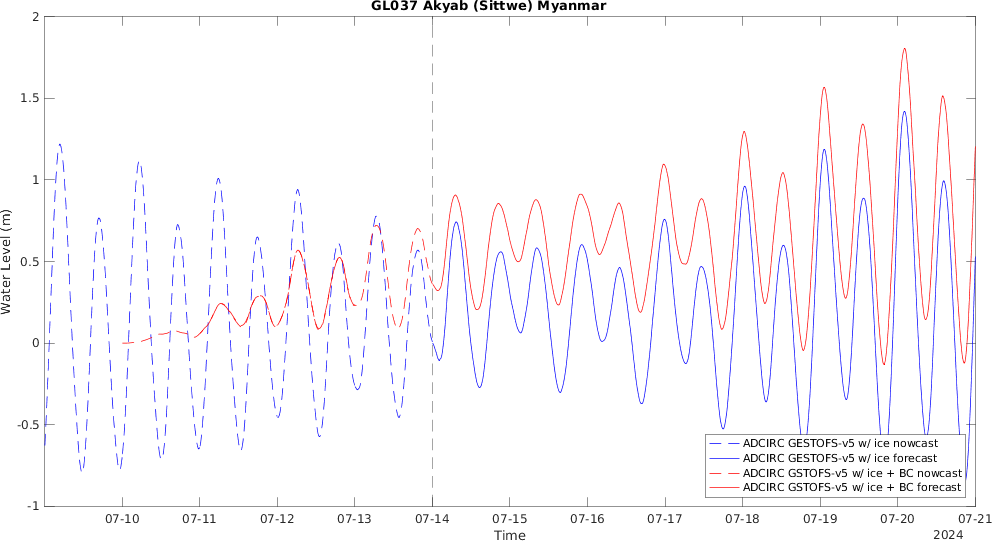 GL037 Akyab (Sittwe) Myanmar
Water Level (m)
2
1.5
1
0.5
0
-0.5
-1
ADCIRC GESTOFS-v5 w/ ice nowcast
ADCIRC GESTOFS-v5 w/ ice forecast
ADCIRC GSTOFS-v5 w/ ice + BC nowcast
ADCIRC GSTOFS-v5 w/ ice + BC forecast
07-10 07-11 07-12 07-13 07-14 07-15 07-16 07-17 07-18 07-19 07-20 07-21
Time
2024